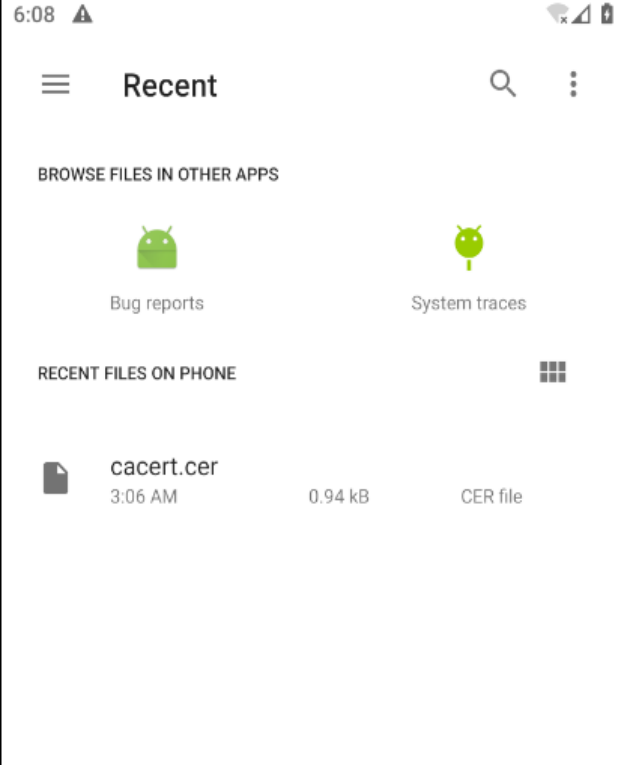 6:08
Recent
BROWSE FILES IN OTHER APPS
Bug reports System traces
RECENT FILES ON PHONE
cacert.cer
3:06 AM 0.94 kB CER file